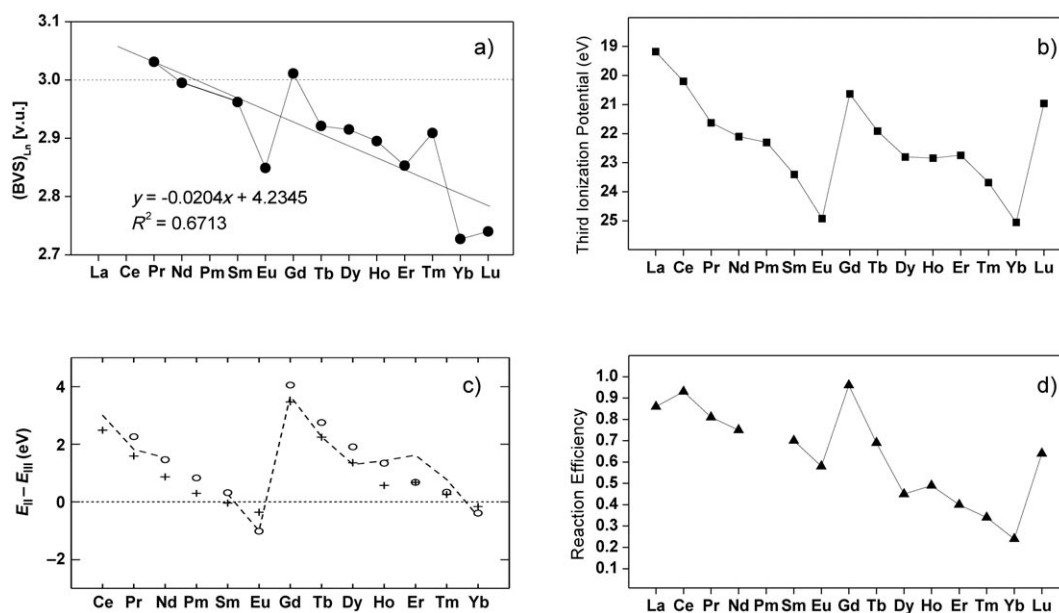 a)
(BVS)Ln [v.u.]
3.1
3.0
2.9
2.8
2.7
y = -0.0204x + 4.2345
R² = 0.6713
La Ce Pr Nd Pm Sm Eu Gd Tb Dy Ho Er Tm Yb Lu
b)
Third Ionization Potential (eV)
19
20
21
22
23
24
25
La Ce Pr Nd Pm Sm Eu Gd Tb Dy Ho Er Tm Yb Lu
c)
E_II – E_III (eV)
4
2
0
–2
Ce Pr Nd Pm Sm Eu Gd Tb Dy Ho Er Tm Yb
d)
Reaction Efficiency
1.0
0.9
0.8
0.7
0.6
0.5
0.4
0.3
0.2
0.1
La Ce Pr Nd Pm Sm Eu Gd Tb Dy Ho Er Tm Yb Lu